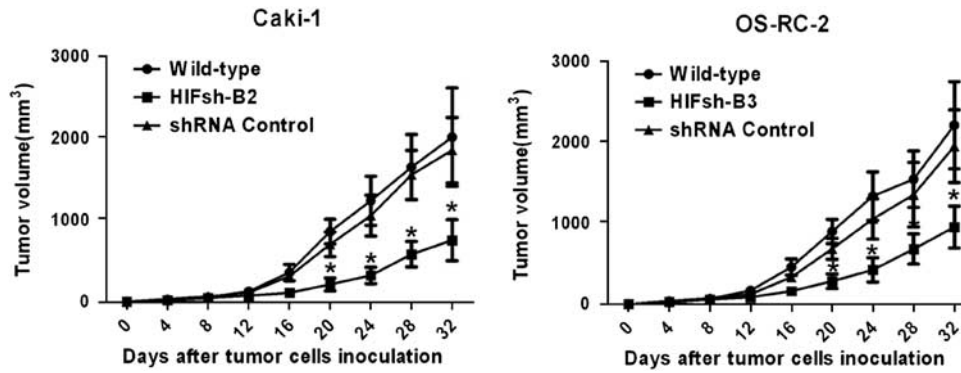 Caki-1
3000
2000
1000
0
Tumor volume(mm³)
Wild-type
HIFsh-B2
shRNA Control
*
*
*
*
0 4 8 12 16 20 24 28 32
Days after tumor cells inoculation
OS-RC-2
3000
2000
1000
0
Tumor volume(mm³)
Wild-type
HIFsh-B3
shRNA Control
*
*
*
*
0 4 8 12 16 20 24 28 32
Days after tumor cells inoculation